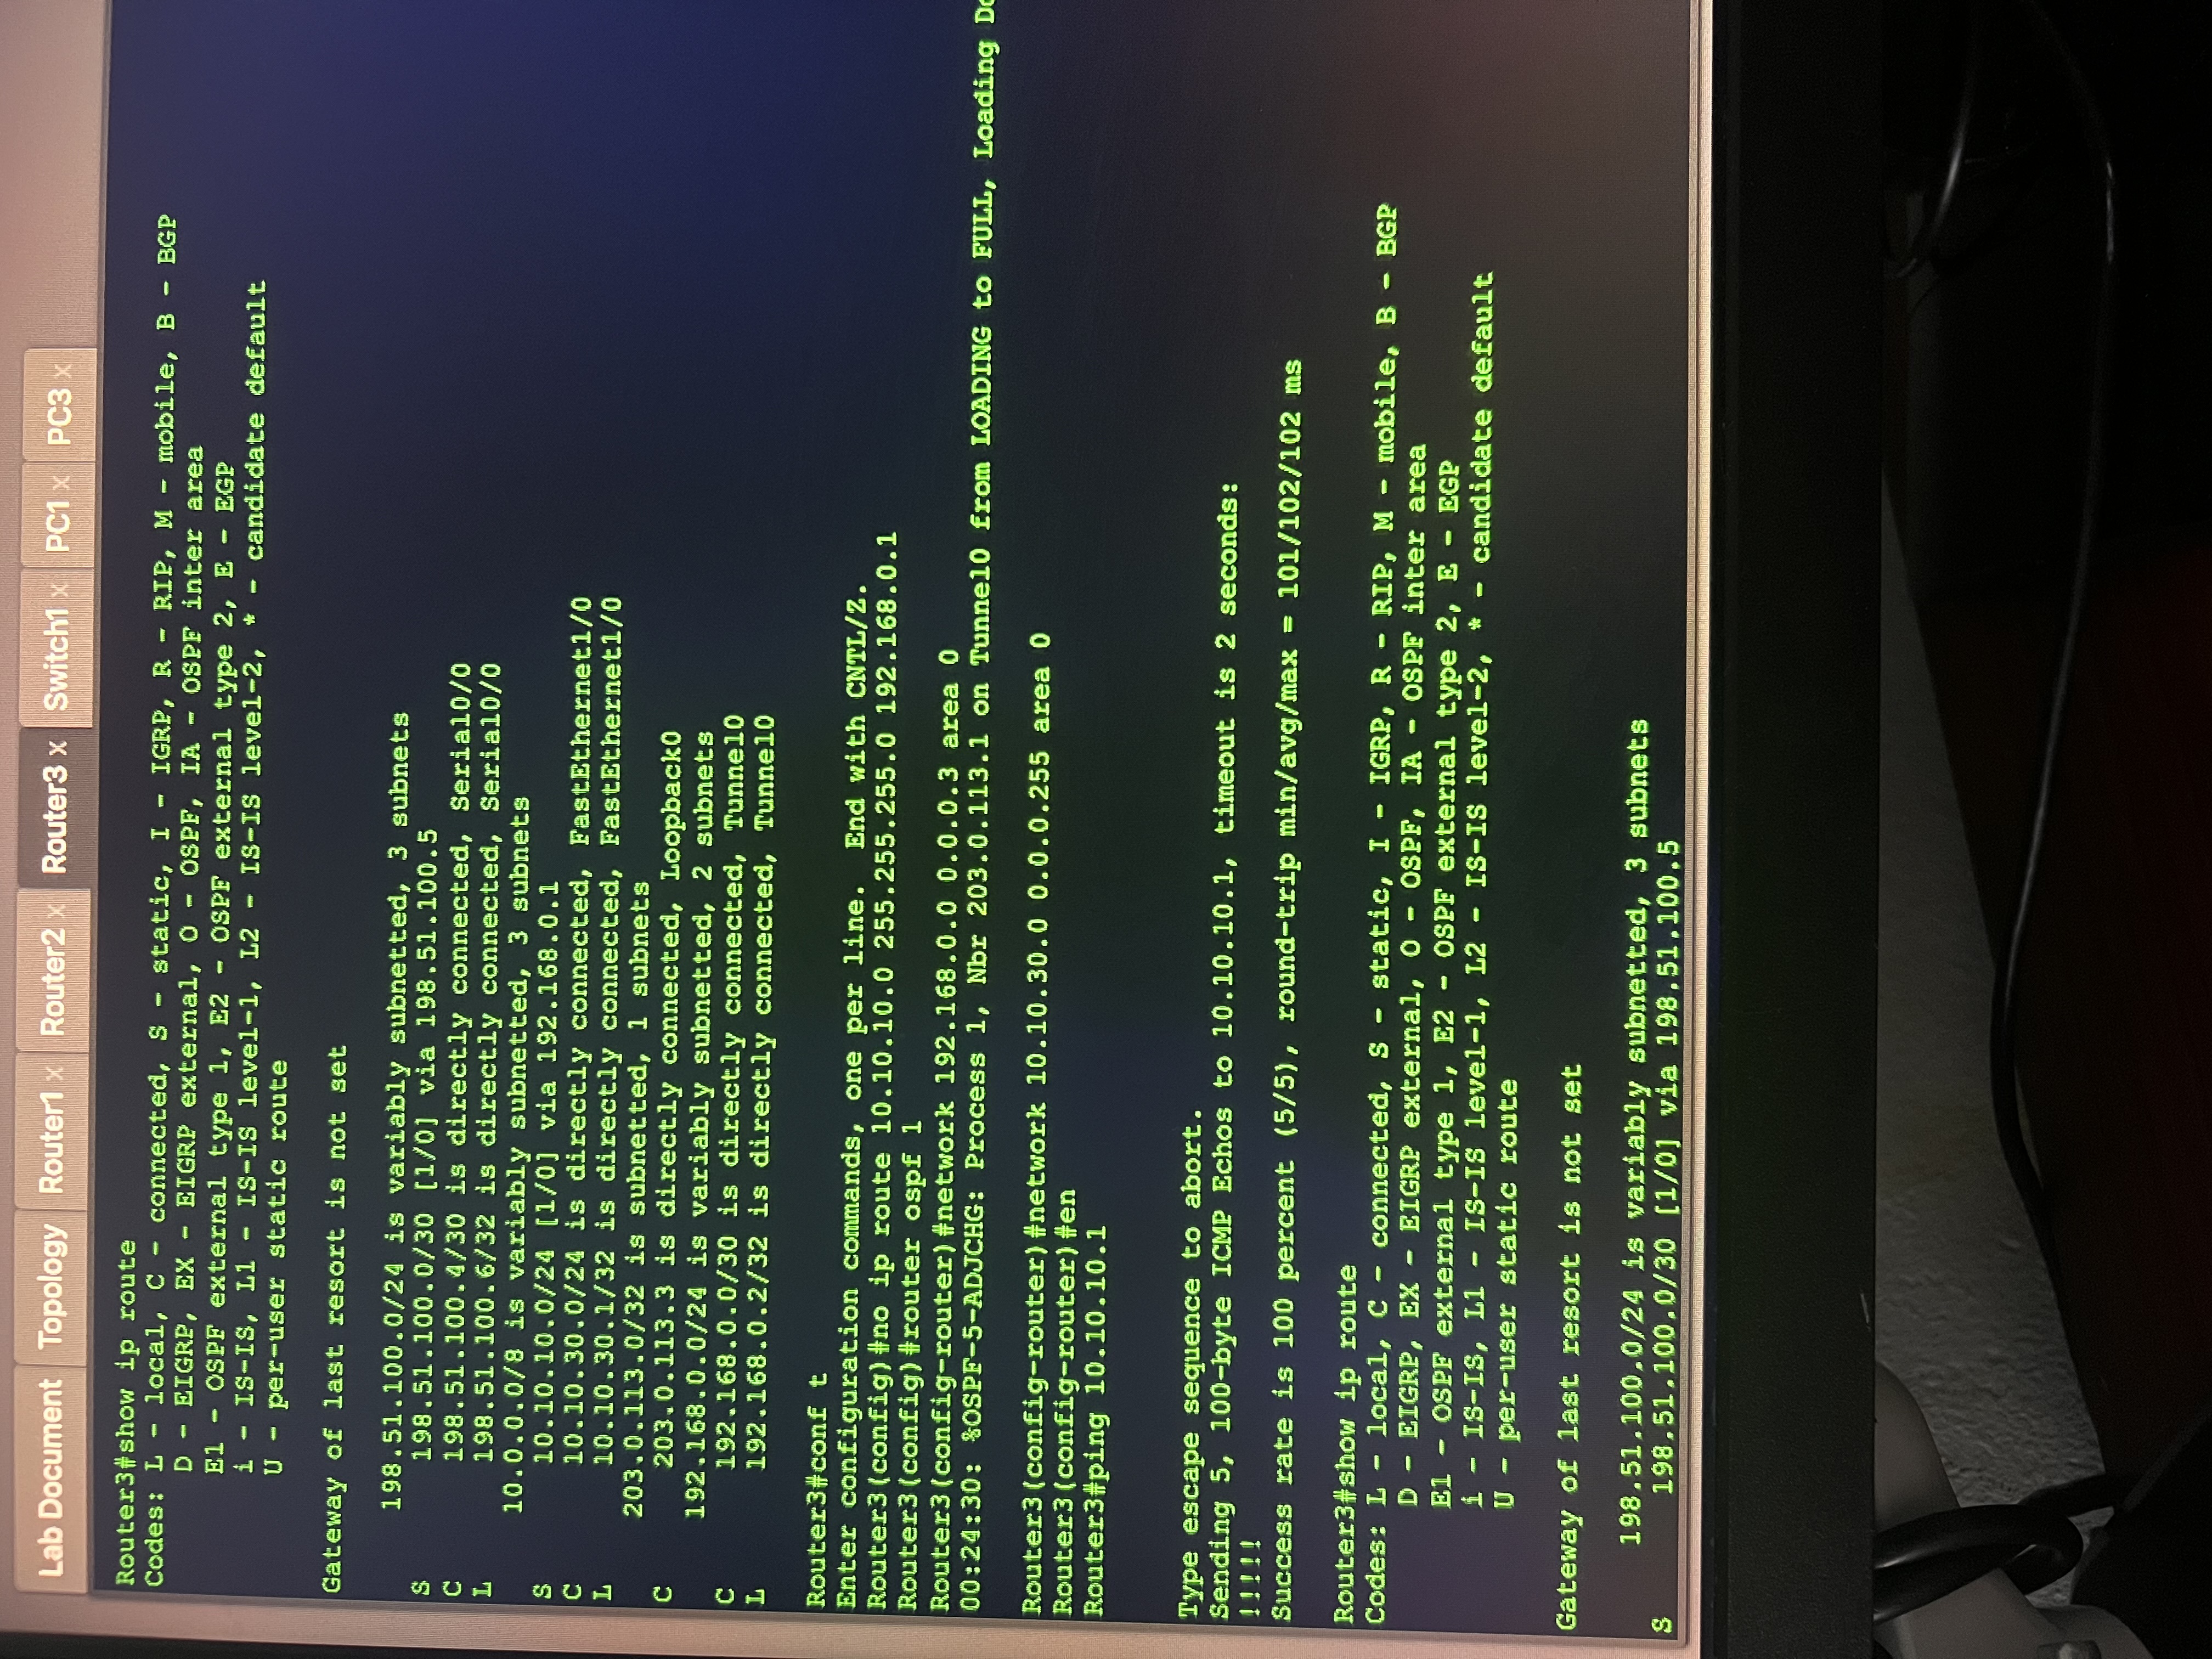 Lab Document Topology Router1 x Router2 x Router3 x Switch1 x PC1 x PC3 x
Router3#show ip route
Codes: L - local, C - connected, S - static, I - IGRP, R - RIP, M - mobile, B - BGP
D - EIGRP, EX - EIGRP external, O - OSPF, IA - OSPF inter area
E1 - OSPF external type 1, E2 - OSPF external type 2, E - EGP
i - IS-IS, L1 - IS-IS level-1, L2 - IS-IS level-2, * - candidate default
U - per-user static route
Gateway of last resort is not set
198.51.100.0/24 is variably subnetted, 3 subnets
S 198.51.100.0/30 [1/0] via 198.51.100.5
C 198.51.100.4/30 is directly connected, Serial0/0
L 198.51.100.6/32 is directly connected, Serial0/0
10.0.0.0/8 is variably subnetted, 3 subnets
S 10.10.10.0/24 [1/0] via 192.168.0.1
C 10.10.30.0/24 is directly connected, FastEthernet1/0
L 10.10.30.1/32 is directly connected, FastEthernet1/0
203.0.113.0/32 is subnetted, 1 subnets
C 203.0.113.3 is directly connected, Loopback0
192.168.0.0/24 is variably subnetted, 2 subnets
C 192.168.0.0/30 is directly connected, Tunnel0
L 192.168.0.2/32 is directly connected, Tunnel0
Router3#conf t
Enter configuration commands, one per line. End with CNTL/Z.
Router3(config)#no ip route 10.10.10.0 255.255.255.0 192.168.0.1
Router3(config)#router ospf 1
Router3(config-router)#network 192.168.0.0 0.0.0.3 area 0
00:24:30: %OSPF-5-ADJCHG: Process 1, Nbr 203.0.113.1 on Tunnel0 from LOADING to FULL, Loading Do
Router3(config-router)#network 10.10.30.0 0.0.0.255 area 0
Router3(config-router)#en
Router3#ping 10.10.10.1
Type escape sequence to abort.
Sending 5, 100-byte ICMP Echos to 10.10.10.1, timeout is 2 seconds:
!!!!!
Success rate is 100 percent (5/5), round-trip min/avg/max = 101/102/102 ms
Router3#show ip route
Codes: L - local, C - connected, S - static, I - IGRP, R - RIP, M - mobile, B - BGP
D - EIGRP, EX - EIGRP external, O - OSPF, IA - OSPF inter area
E1 - OSPF external type 1, E2 - OSPF external type 2, E - EGP
i - IS-IS, L1 - IS-IS level-1, L2 - IS-IS level-2, * - candidate default
U - per-user static route
Gateway of last resort is not set
198.51.100.0/24 is variably subnetted, 3 subnets
S 198.51.100.0/30 [1/0] via 198.51.100.5